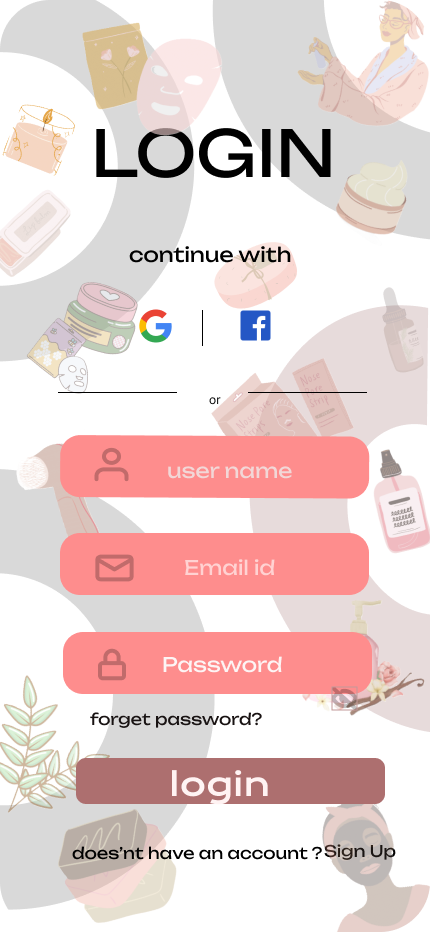 LOGIN
continue with
or
user name
Email id
Password
forget password?
login
does'nt have an account ? Sign Up